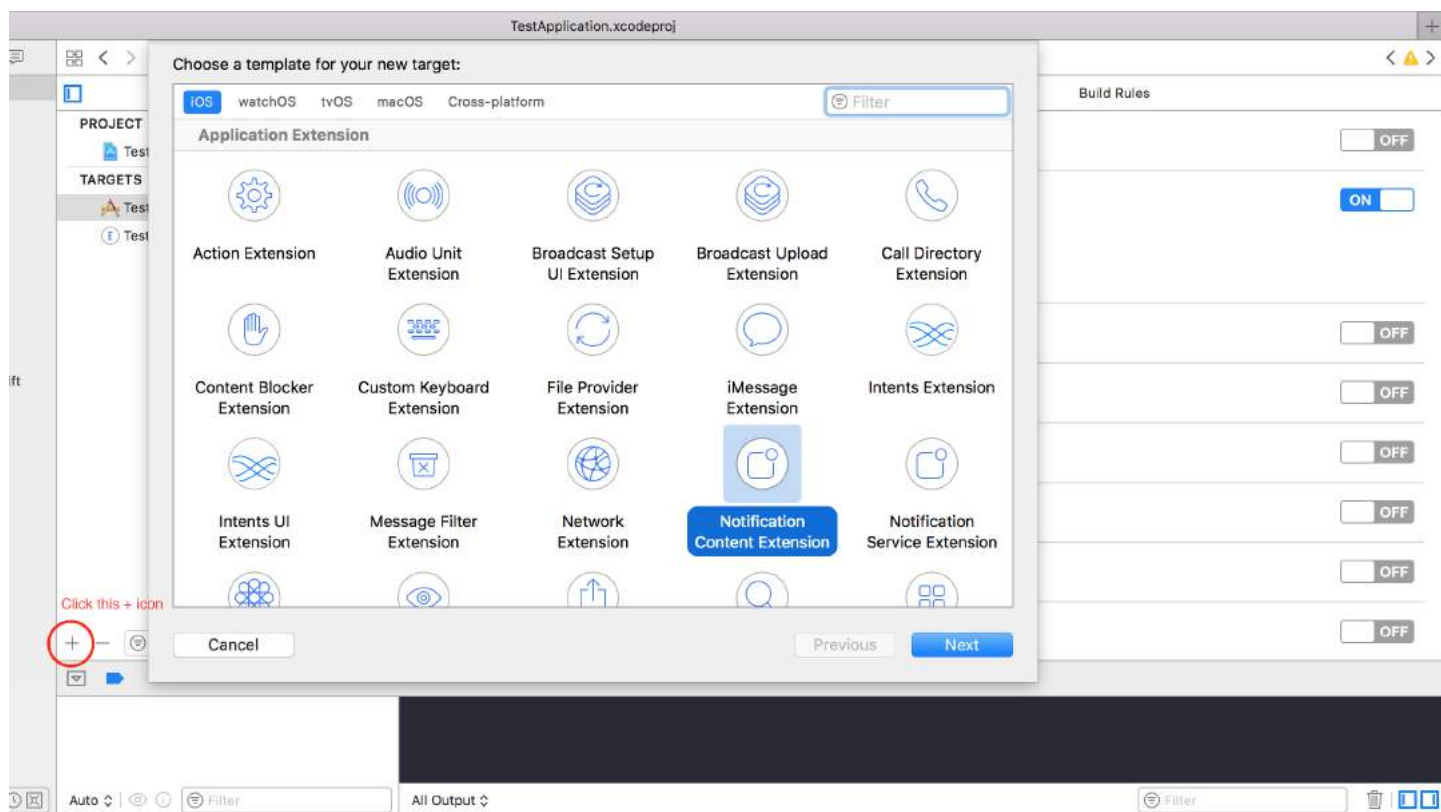 TestApplication.xcodeproj
Choose a template for your new target:
iOS watchOS tvOS macOS Cross-platform
Filter
Build Rules
PROJECT
Test
TARGETS
Test
E Test
Application Extension
OFF
ON
Action Extension
Audio Unit
Extension
Broadcast Setup
UI Extension
Broadcast Upload
Extension
Call Directory
Extension
OFF
ift
Content Blocker
Extension
Custom Keyboard
Extension
File Provider
Extension
iMessage
Extension
Intents Extension
OFF
OFF
Intents UI
Extension
Message Filter
Extension
Network
Extension
Notification
Content Extension
Notification
Service Extension
OFF
OFF
Click this + icon
Cancel
Previous
Next
OFF
Auto
Filter
All Output
Filter